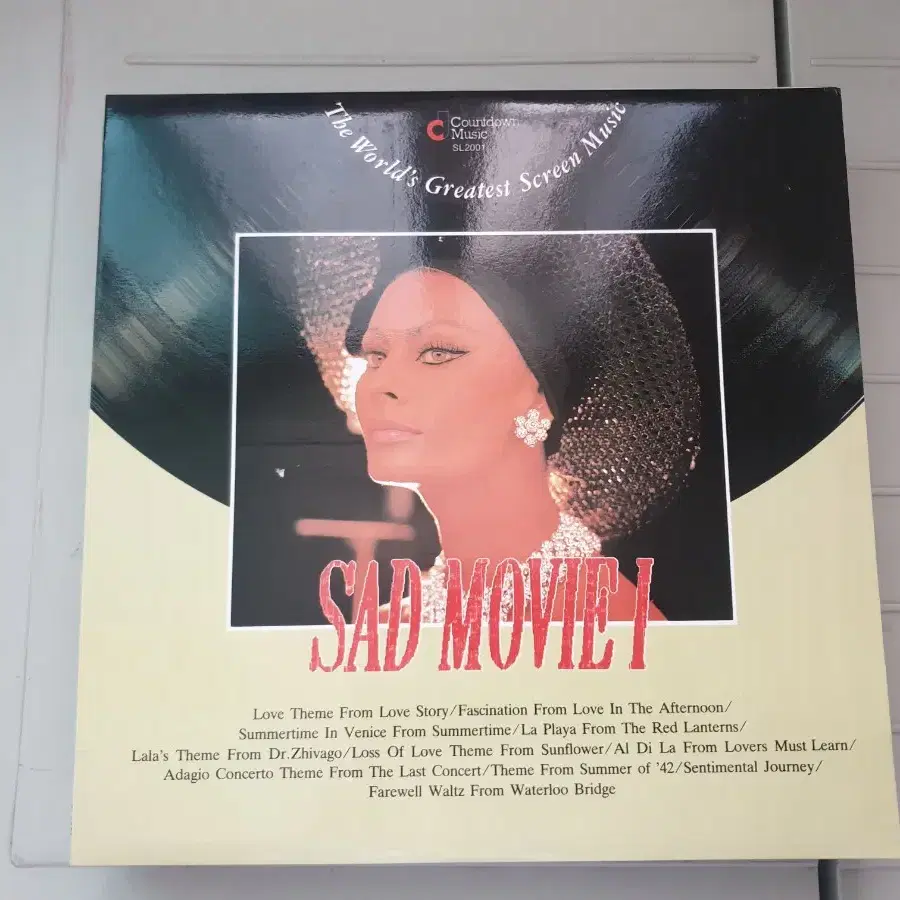 Countdown
Music
SL2001
The World's Greatest Screen Music
SAD MOVIE I
Love Theme From Love Story/Fascination From Love In The Afternoon/
Summertime In Venice From Summertime/La Playa From The Red Lanterns/
Lala's Theme From Dr.Zhivago/Loss Of Love Theme From Sunflower/Al Di La From Lovers Must Learn/
Adagio Concerto Theme From The Last Concert/Theme From Summer of '42/Sentimental Journey/
Farewell Waltz From Waterloo Bridge